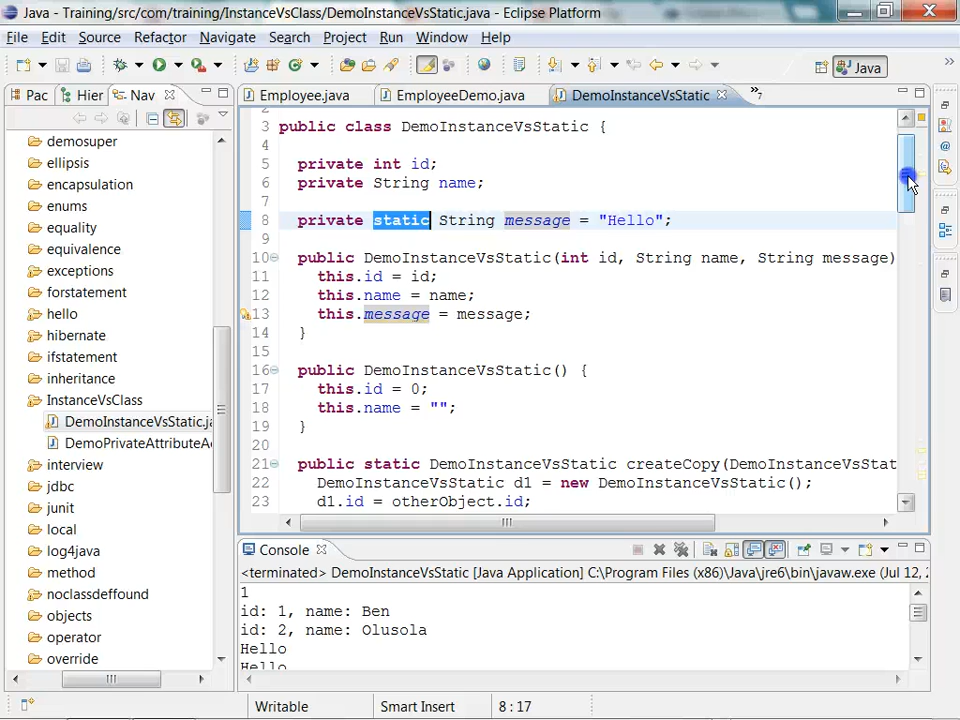 Java - Training/src/com/training/InstanceVsClass/DemoInstanceVsStatic.java - Eclipse Platform
File Edit Source Refactor Navigate Search Project Run Window Help
Java
Pac Hier Nav
Employee.java EmployeeDemo.java DemoInstanceVsStatic »7
demosuper
ellipsis
encapsulation
enums
equality
equivalence
exceptions
forstatement
hello
hibernate
ifstatement
inheritance
InstanceVsClass
DemoInstanceVsStatic.ja
DemoPrivateAttributeA
interview
jdbc
junit
local
log4java
method
noclassdeffound
objects
operator
override
2
3 public class DemoInstanceVsStatic {
4
5 private int id;
6 private String name;
7
8 private static String message = "Hello";
9
10 public DemoInstanceVsStatic(int id, String name, String message)
11 this.id = id;
12 this.name = name;
13 this.message = message;
14 }
15
16 public DemoInstanceVsStatic() {
17 this.id = 0;
18 this.name = "";
19 }
20
21 public static DemoInstanceVsStatic createCopy(DemoInstanceVsStat
22 DemoInstanceVsStatic d1 = new DemoInstanceVsStatic();
23 d1.id = otherObject.id;
Console
<terminated> DemoInstanceVsStatic [Java Application] C:\Program Files (x86)\Java\jre6\bin\javaw.exe (Jul 12, 2
1
id: 1, name: Ben
id: 2, name: Olusola
Hello
Hello
Writable Smart Insert 8 : 17